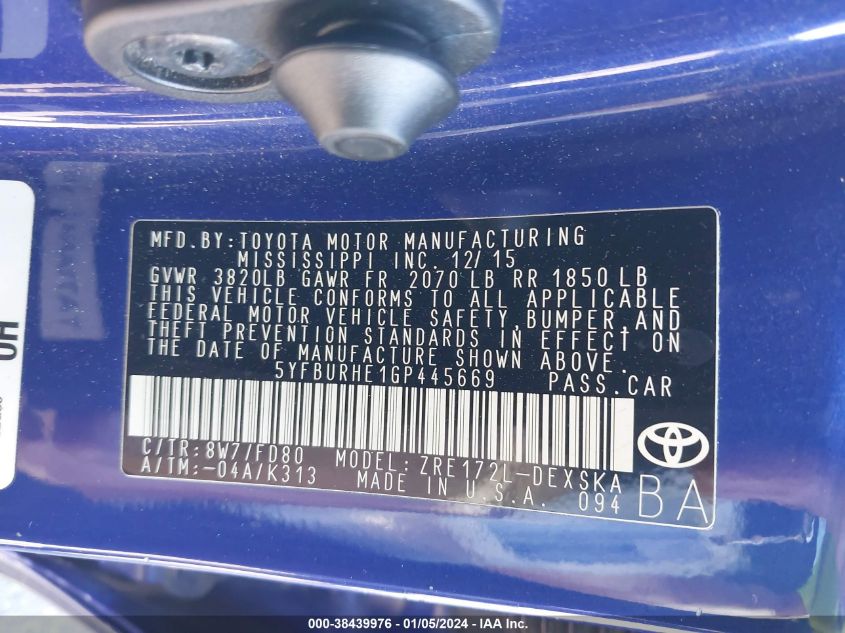 MFD.BY:TOYOTA MOTOR MANUFACTURING
MISSISSIPPI INC. 12/15
GVWR 3820LB GAWR FR 2070 LB RR 1850LB
THIS VEHICLE CONFORMS TO ALL APPLICABLE
FEDERAL MOTOR VEHICLE SAFETY,BUMPER,AND
THEFT PREVENTION STANDARDS IN EFFECT ON
THE DATE OF MANUFACTURE SHOWN ABOVE.
5YFBURHE1GP445669 PASS.CAR
C/TR:8W7/FD80 MODEL: ZRE172L-DEXSKA
A/TM:-04A/K313 MADE IN U.S.A. 094
BA
000-38439976 - 01/05/2024 - IAA Inc.